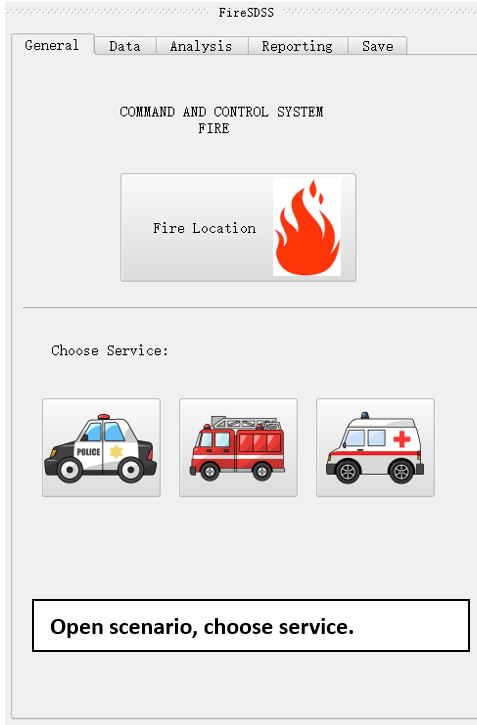 FireSDSS
General Data Analysis Reporting Save
COMMAND AND CONTROL SYSTEM
FIRE
Fire Location
Choose Service:
POLICE
Open scenario, choose service.